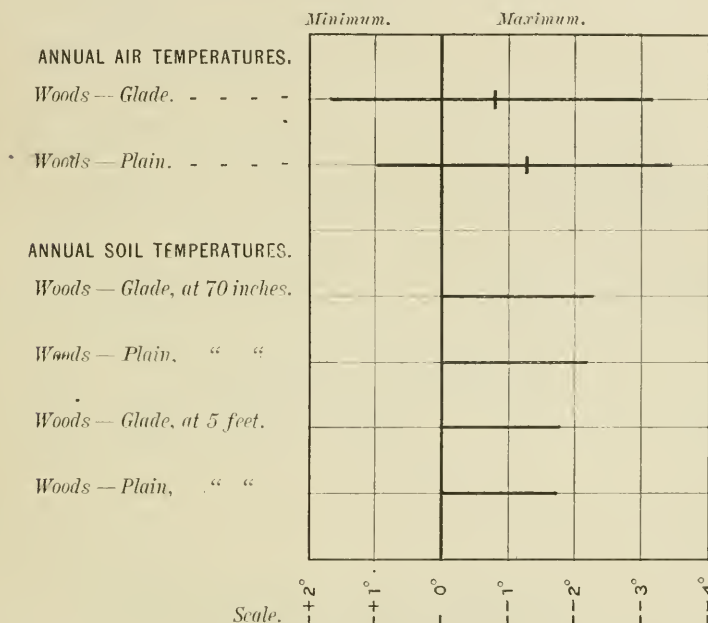 Minimum. Maximum.
ANNUAL AIR TEMPERATURES.
Woods — Glade. - - - -
Woods — Plain. - - - -
ANNUAL SOIL TEMPERATURES.
Woods — Glade, at 70 inches.
Woods — Plain, “ “
Woods — Glade, at 5 feet.
Woods — Plain, “ “
Scale. +2° +1° 0° -1° -2° -3° -4°